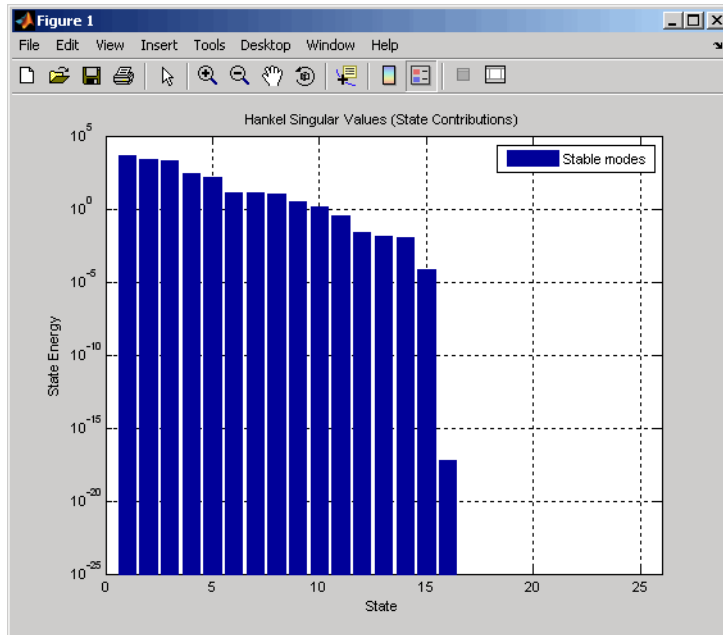 Figure 1
File Edit View Insert Tools Desktop Window Help
Hankel Singular Values (State Contributions)
Stable modes
10^5
10^0
10^-5
10^-10
10^-15
10^-20
10^-25
State Energy
0 5 10 15 20 25
State